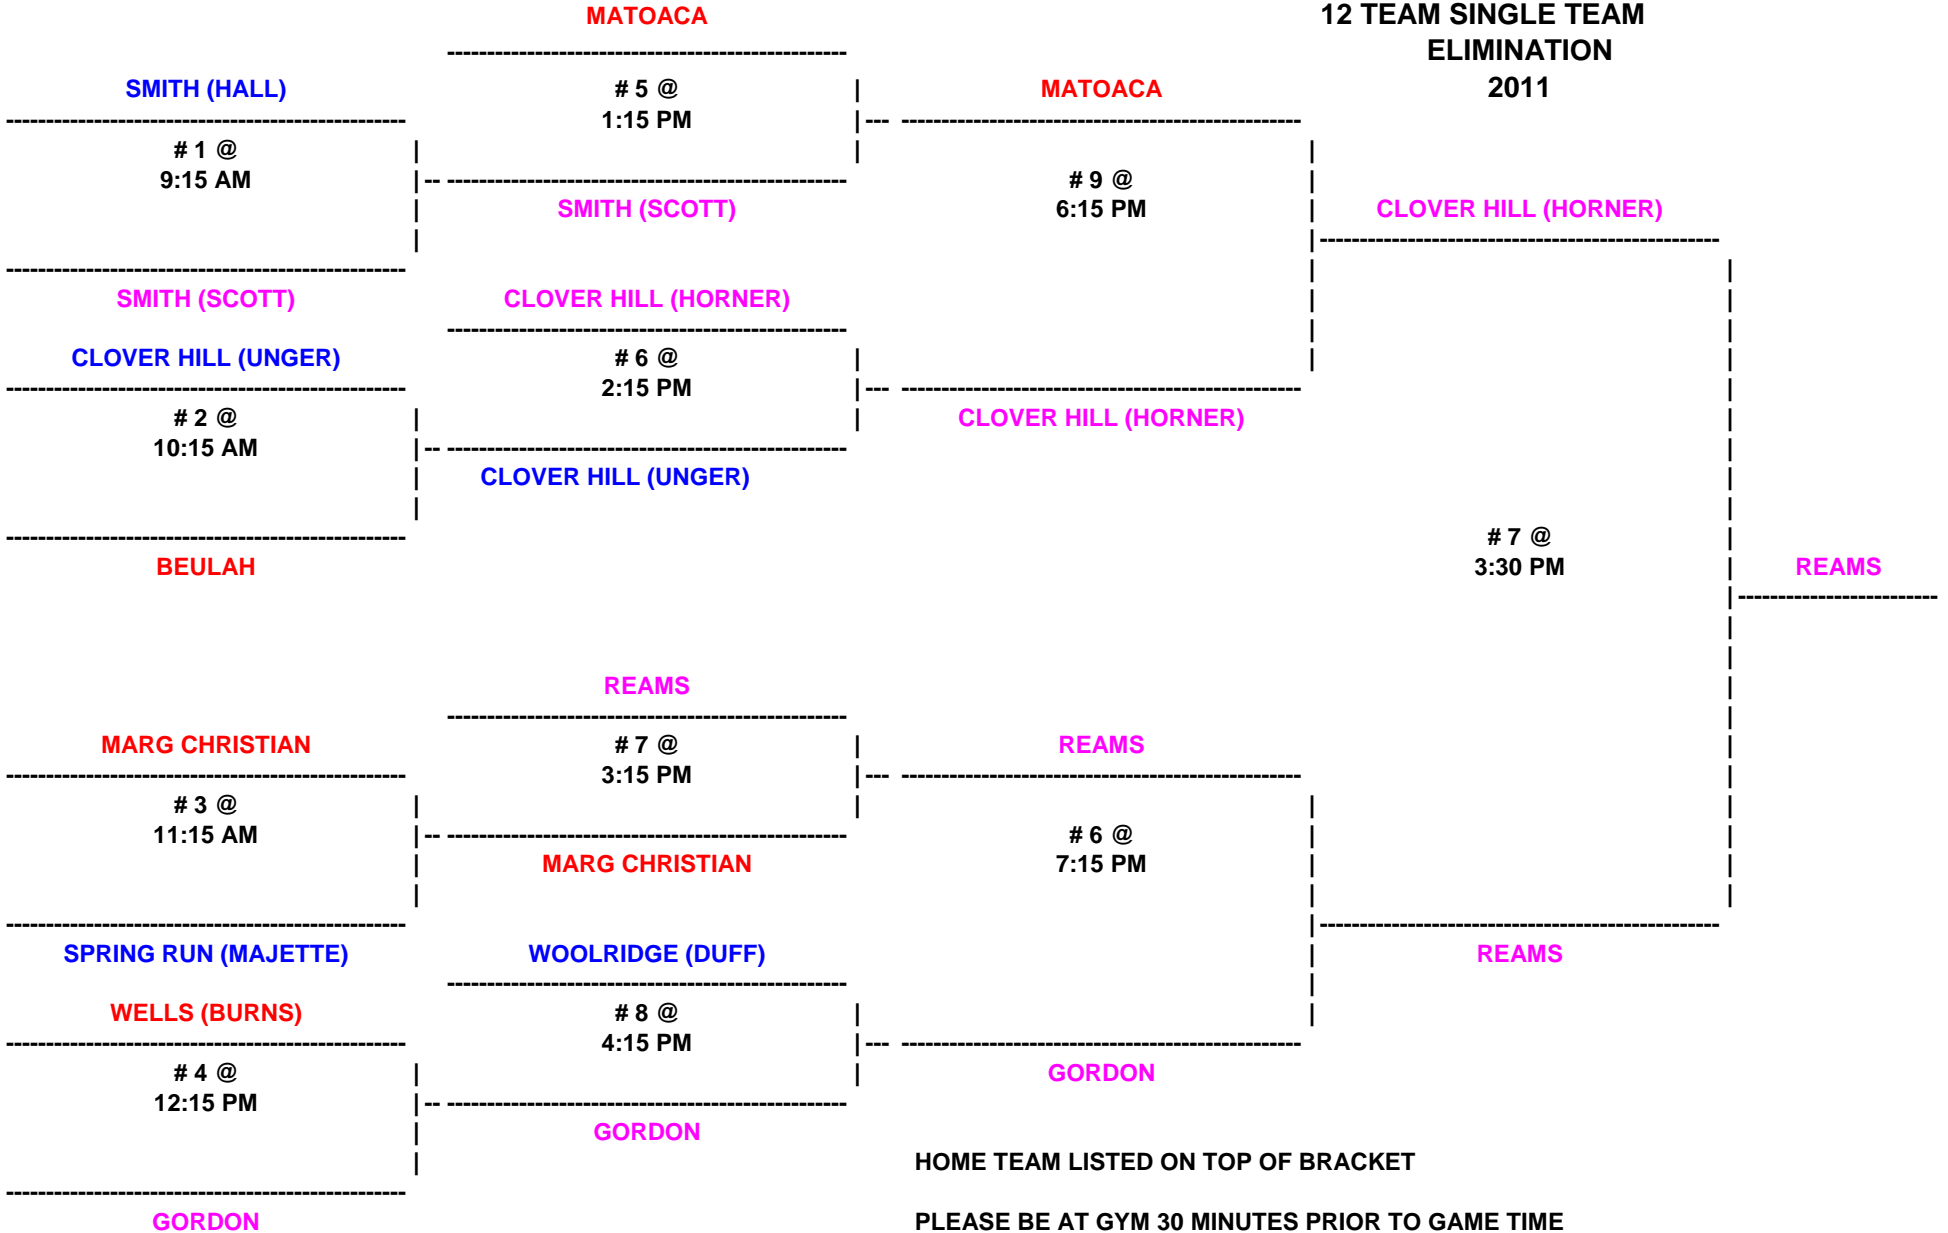 MATOACA
12 TEAM SINGLE TEAM
ELIMINATION
2011
SMITH (HALL)
# 5 @
1:15 PM
MATOACA
# 1 @
9:15 AM
SMITH (SCOTT)
# 9 @
6:15 PM
CLOVER HILL (HORNER)
SMITH (SCOTT)
CLOVER HILL (HORNER)
CLOVER HILL (UNGER)
# 6 @
2:15 PM
# 2 @
10:15 AM
CLOVER HILL (HORNER)
CLOVER HILL (UNGER)
BEULAH
# 7 @
3:30 PM
REAMS
REAMS
MARG CHRISTIAN
# 7 @
3:15 PM
REAMS
# 3 @
11:15 AM
MARG CHRISTIAN
# 6 @
7:15 PM
SPRING RUN (MAJETTE)
WOOLRIDGE (DUFF)
REAMS
WELLS (BURNS)
# 8 @
4:15 PM
# 4 @
12:15 PM
GORDON
GORDON
HOME TEAM LISTED ON TOP OF BRACKET
GORDON
PLEASE BE AT GYM 30 MINUTES PRIOR TO GAME TIME